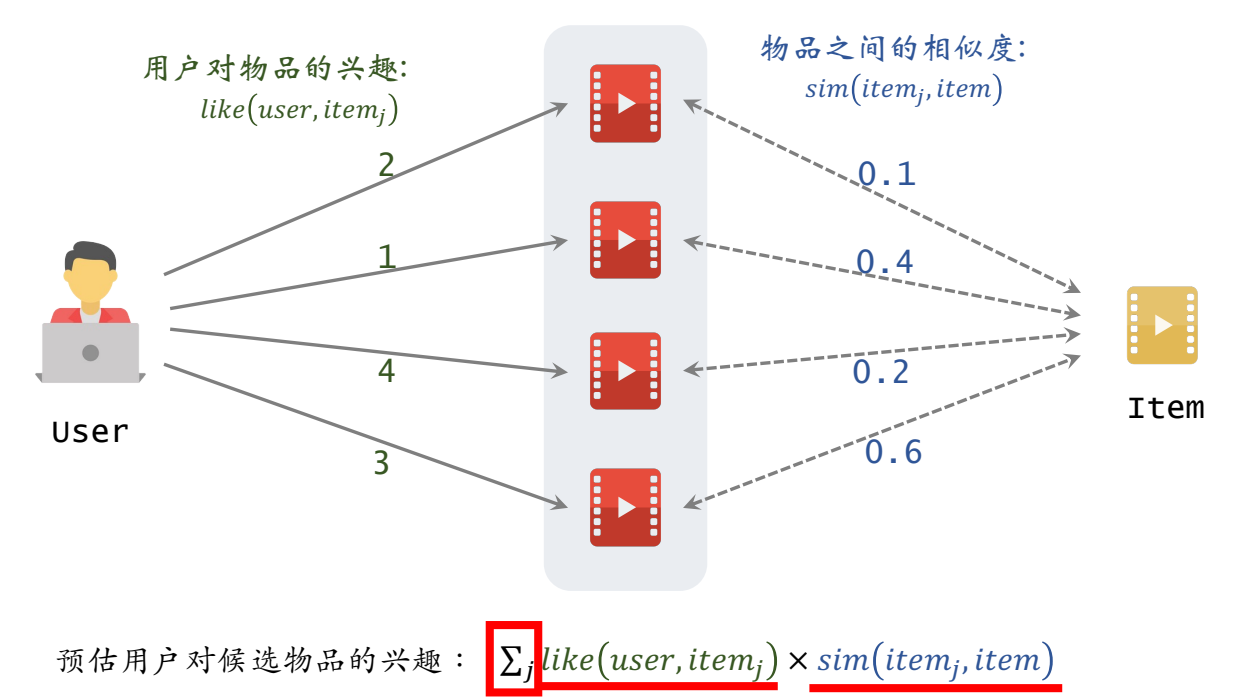 用户对物品的兴趣:
like(user, item_j)
物品之间的相似度:
sim(item_j, item)
2
0.1
1
0.4
4
0.2
3
0.6
User
Item
预估用户对候选物品的兴趣： ∑_j like(user, item_j) × sim(item_j, item)